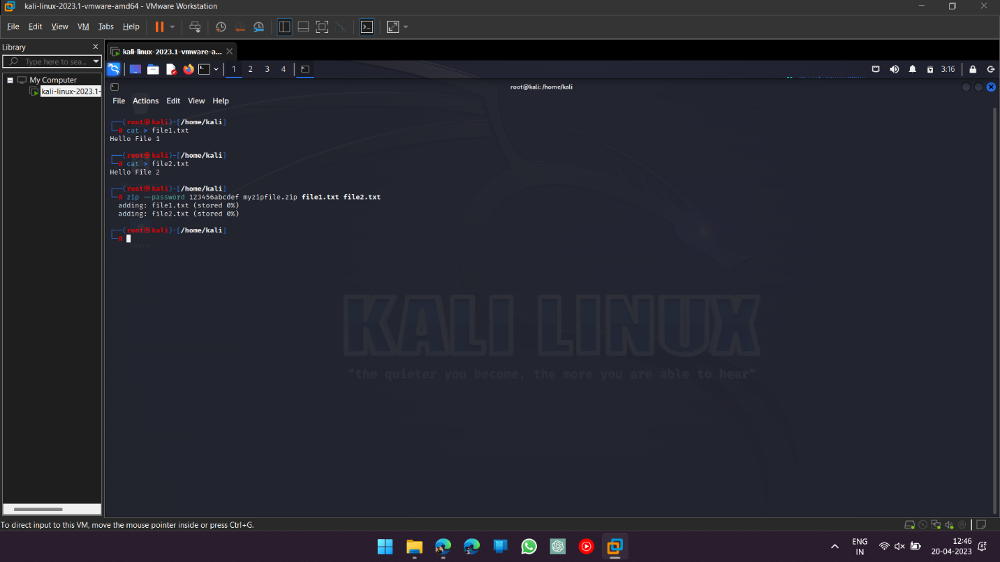 kali-linux-2023.1-vmware-amd64 - VMware Workstation
File Edit View VM Tabs Help
Library
Type here to sea...
My Computer
kali-linux-2023.1-
kali-linux-2023.1-vmware-a...
1 2 3 4
3:16
root@kali: /home/kali
File Actions Edit View Help
┌──(root㉿kali)-[/home/kali]
└─# cat > file1.txt
Hello File 1
┌──(root㉿kali)-[/home/kali]
└─# cat > file2.txt
Hello File 2
┌──(root㉿kali)-[/home/kali]
└─# zip --password 123456abcdef myzipfile.zip file1.txt file2.txt
adding: file1.txt (stored 0%)
adding: file2.txt (stored 0%)
┌──(root㉿kali)-[/home/kali]
└─#
Home
KALI LINUX
"the quieter you become, the more you are able to hear"
To direct input to this VM, move the mouse pointer inside or press Ctrl+G.
ENG
IN
12:46
20-04-2023